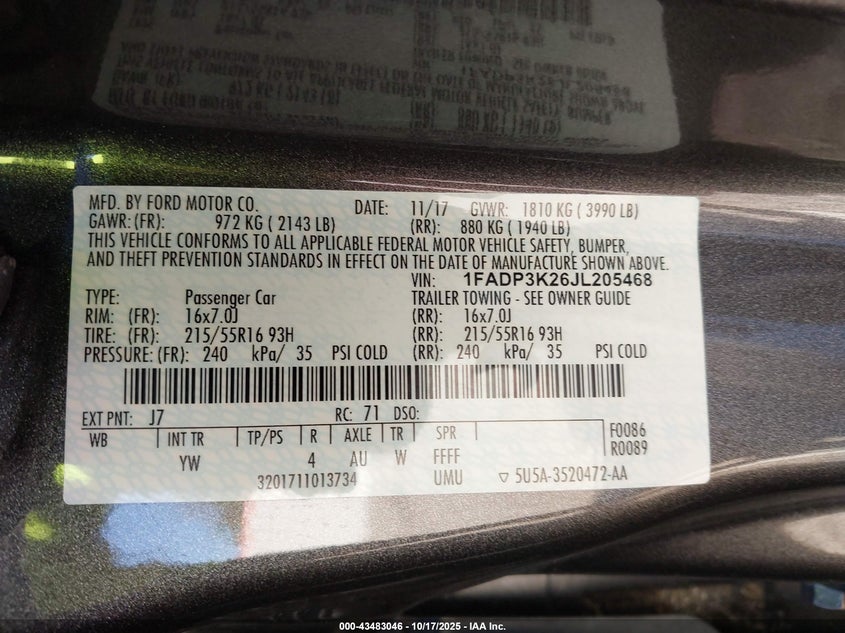 MFD. BY FORD MOTOR CO. DATE: 11/17 GVWR: 1810 KG ( 3990 LB)
GAWR: (FR): 972 KG ( 2143 LB) (RR): 880 KG ( 1940 LB)
THIS VEHICLE CONFORMS TO ALL APPLICABLE FEDERAL MOTOR VEHICLE SAFETY, BUMPER,
AND THEFT PREVENTION STANDARDS IN EFFECT ON THE DATE OF MANUFACTURE SHOWN ABOVE.
VIN: 1FADP3K26JL205468
TYPE: Passenger Car TRAILER TOWING - SEE OWNER GUIDE
RIM: (FR): 16x7.0J (RR): 16x7.0J
TIRE: (FR): 215/55R16 93H (RR): 215/55R16 93H
PRESSURE: (FR): 240 kPa/ 35 PSI COLD (RR): 240 kPa/ 35 PSI COLD
EXT PNT: J7 RC: 71 DSO:
WB INT TR TP/PS R AXLE TR SPR F0086
YW 4 AU W FFFF R0089
3201711013734 UMU ▽ 5U5A-3520472-AA
000-43483046 - 10/17/2025 - IAA Inc.